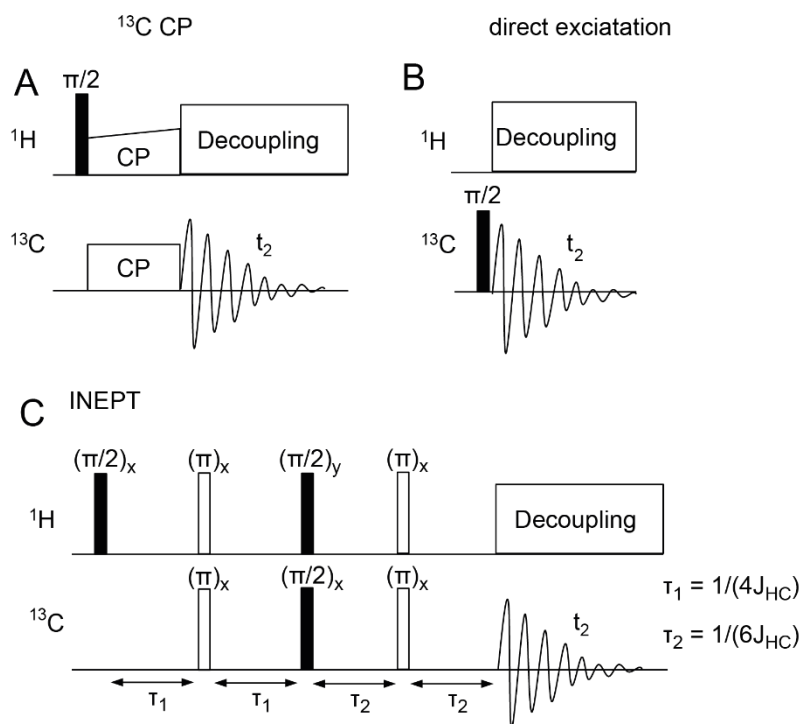 ¹³C CP
direct exciatation
A
π/2
¹H
CP
Decoupling
¹³C
CP
t₂
B
¹H
Decoupling
π/2
¹³C
t₂
C INEPT
(π/2)ₓ (π)ₓ (π/2)ᵧ (π)ₓ
¹H
Decoupling
(π)ₓ (π/2)ₓ (π)ₓ
¹³C
t₂
τ₁ τ₁ τ₂ τ₂
τ₁ = 1/(4J_HC)
τ₂ = 1/(6J_HC)